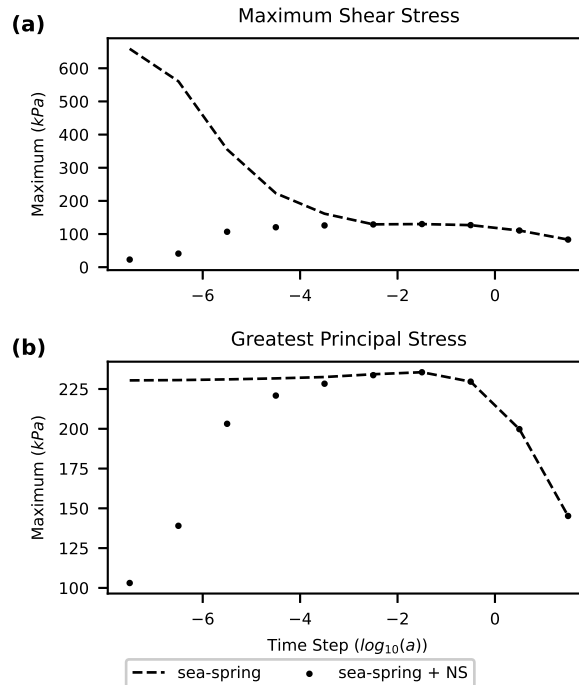 (a)
Maximum Shear Stress
Maximum (kPa)
600
500
400
300
200
100
0
−6
−4
−2
0
(b)
Greatest Principal Stress
Maximum (kPa)
225
200
175
150
125
100
−6
−4
−2
0
Time Step (log10(a))
sea-spring
sea-spring + NS